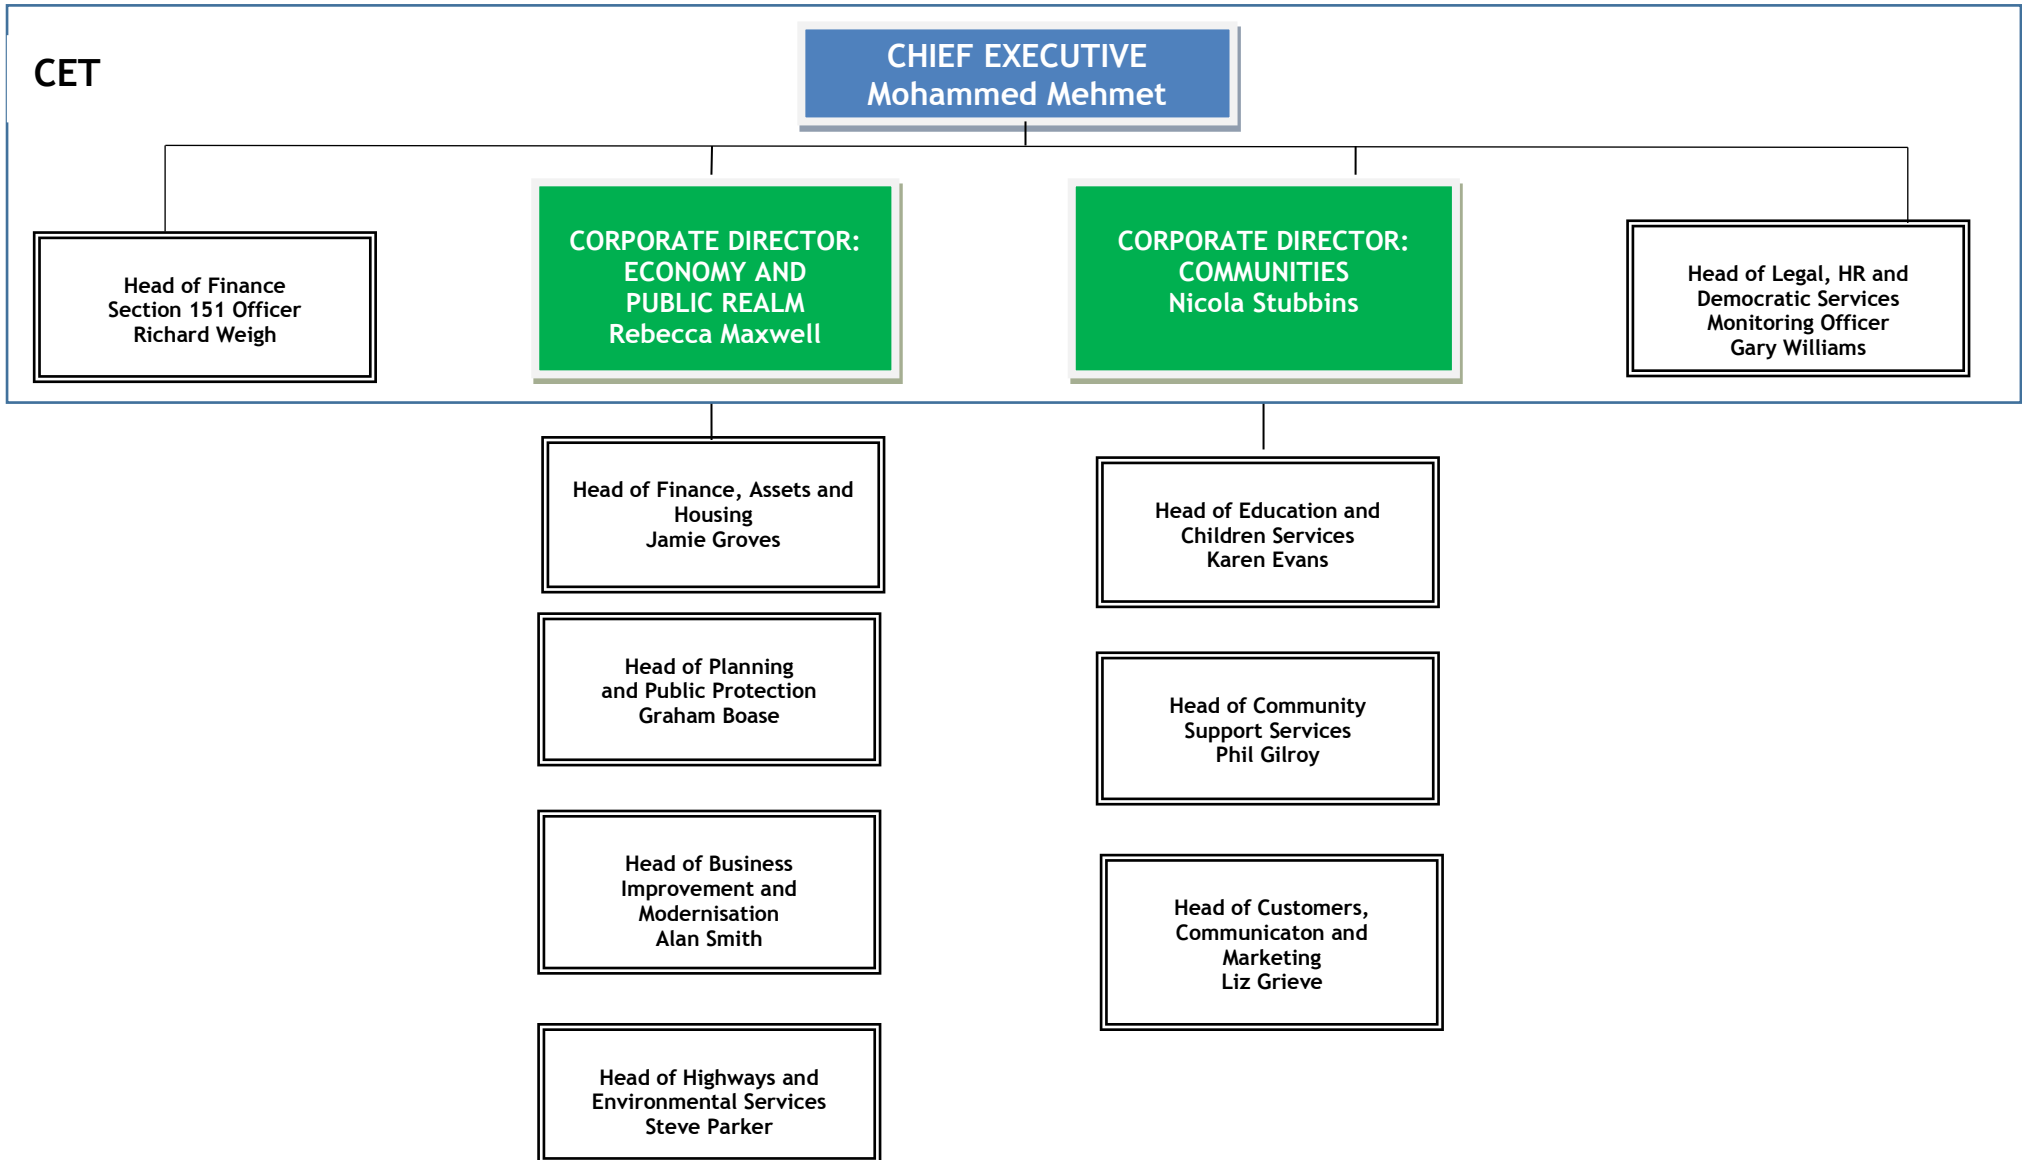 CET
CHIEF EXECUTIVE
Mohammed Mehmet
Head of Finance
Section 151 Officer
Richard Weigh
CORPORATE DIRECTOR:
ECONOMY AND
PUBLIC REALM
Rebecca Maxwell
CORPORATE DIRECTOR:
COMMUNITIES
Nicola Stubbins
Head of Legal, HR and
Democratic Services
Monitoring Officer
Gary Williams
Head of Finance, Assets and
Housing
Jamie Groves
Head of Planning
and Public Protection
Graham Boase
Head of Business
Improvement and
Modernisation
Alan Smith
Head of Highways and
Environmental Services
Steve Parker
Head of Education and
Children Services
Karen Evans
Head of Community
Support Services
Phil Gilroy
Head of Customers,
Communicaton and
Marketing
Liz Grieve